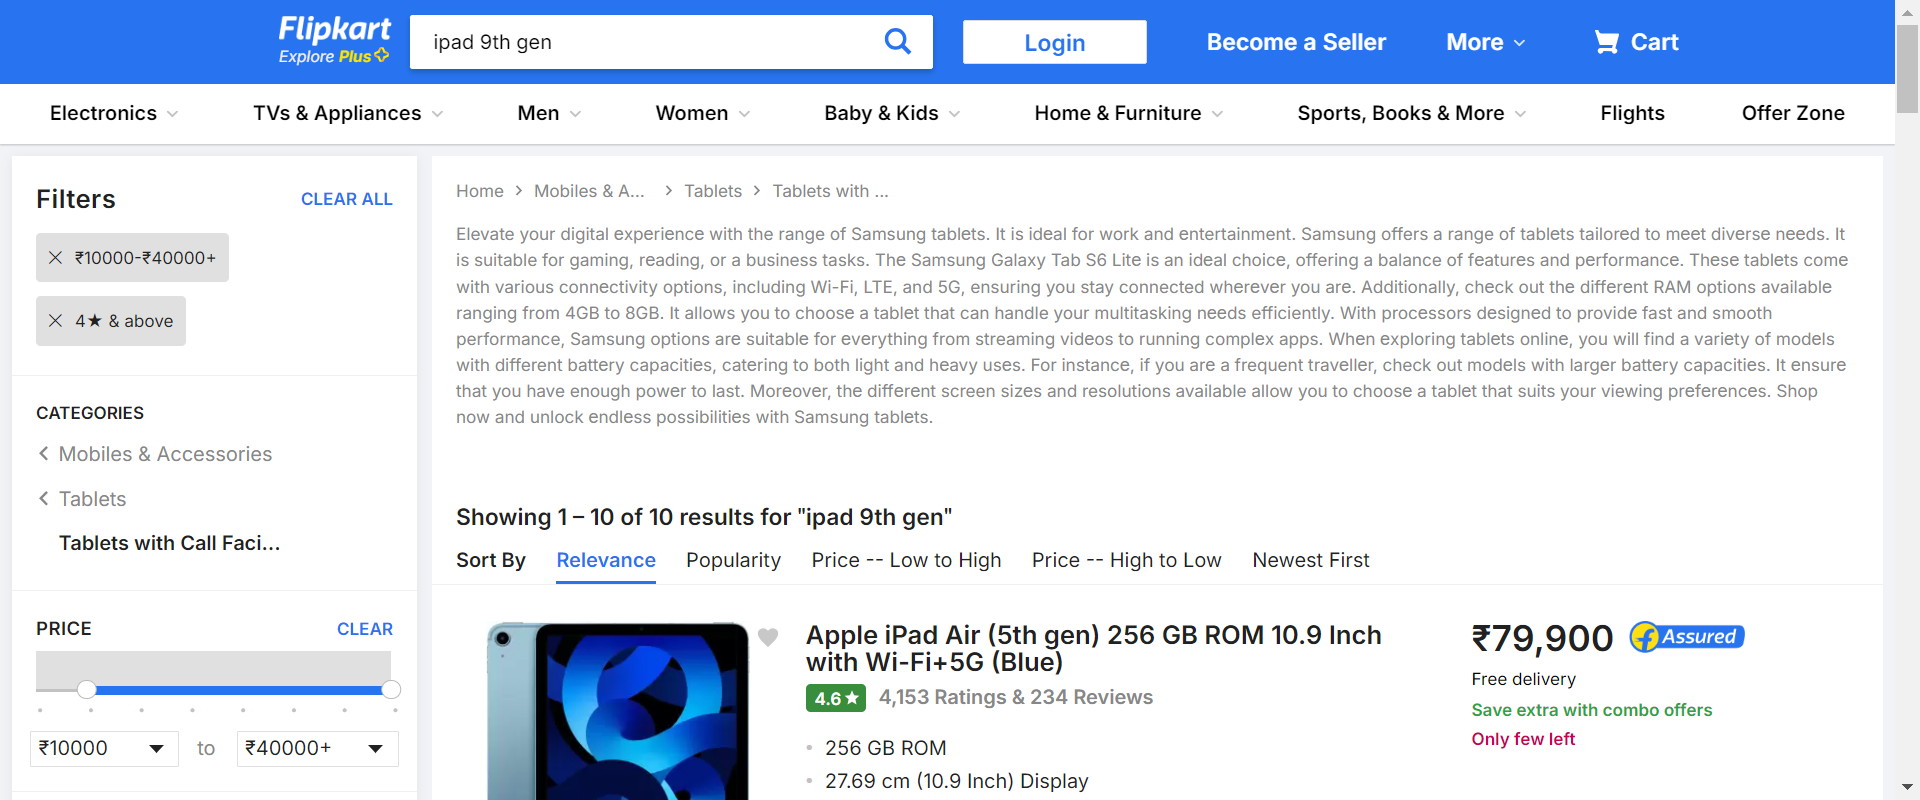 Flipkart
Explore Plus
ipad 9th gen
Login
Become a Seller
More
Cart
Electronics
TVs & Appliances
Men
Women
Baby & Kids
Home & Furniture
Sports, Books & More
Flights
Offer Zone
Filters
CLEAR ALL
₹10000-₹40000+
4★ & above
CATEGORIES
Mobiles & Accessories
Tablets
Tablets with Call Faci...
PRICE
CLEAR
₹10000
to
₹40000+
Home
Mobiles & A...
Tablets
Tablets with ...
Elevate your digital experience with the range of Samsung tablets. It is ideal for work and entertainment. Samsung offers a range of tablets tailored to meet diverse needs. It
is suitable for gaming, reading, or a business tasks. The Samsung Galaxy Tab S6 Lite is an ideal choice, offering a balance of features and performance. These tablets come
with various connectivity options, including Wi-Fi, LTE, and 5G, ensuring you stay connected wherever you are. Additionally, check out the different RAM options available
ranging from 4GB to 8GB. It allows you to choose a tablet that can handle your multitasking needs efficiently. With processors designed to provide fast and smooth
performance, Samsung options are suitable for everything from streaming videos to running complex apps. When exploring tablets online, you will find a variety of models
with different battery capacities, catering to both light and heavy uses. For instance, if you are a frequent traveller, check out models with larger battery capacities. It ensure
that you have enough power to last. Moreover, the different screen sizes and resolutions available allow you to choose a tablet that suits your viewing preferences. Shop
now and unlock endless possibilities with Samsung tablets.
Showing 1 – 10 of 10 results for "ipad 9th gen"
Sort By
Relevance
Popularity
Price -- Low to High
Price -- High to Low
Newest First
Apple iPad Air (5th gen) 256 GB ROM 10.9 Inch
with Wi-Fi+5G (Blue)
4.6★
4,153 Ratings & 234 Reviews
256 GB ROM
27.69 cm (10.9 Inch) Display
₹79,900
Assured
Free delivery
Save extra with combo offers
Only few left